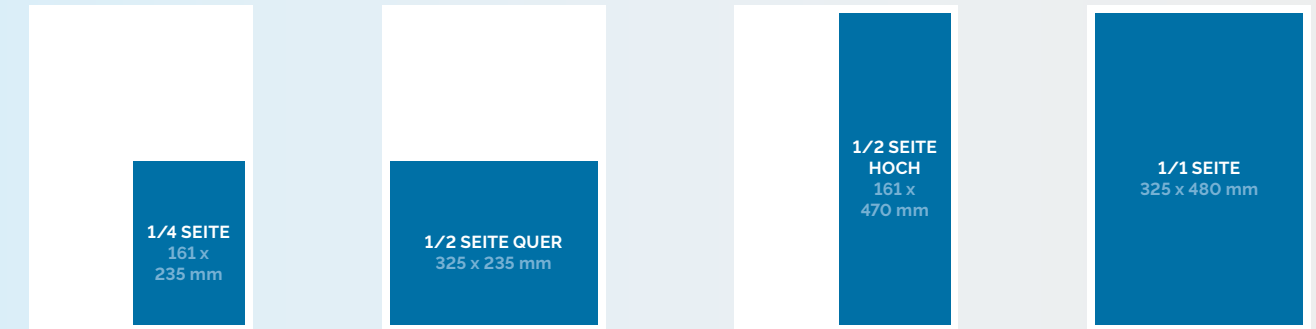 1/4 SEITE
161 x
235 mm
1/2 SEITE QUER
325 x 235 mm
1/2 SEITE
HOCH
161 x
470 mm
1/1 SEITE
325 x 480 mm